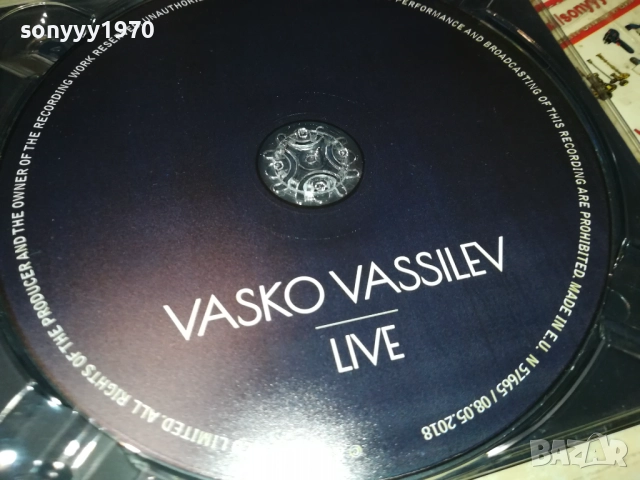 sonyyy1970
sonyyy
VASKO VASSILEV
LIVE
LIMITED ALL RIGHTS OF THE PRODUCER AND THE OWNER OF THE RECORDING WORK
UNAUTHORI
PERFORMANCE AND BROADCASTING OF THIS RECORDING ARE PROHIBITED. MADE IN E.U. N 57665 / 08.05.2018
BAZAR